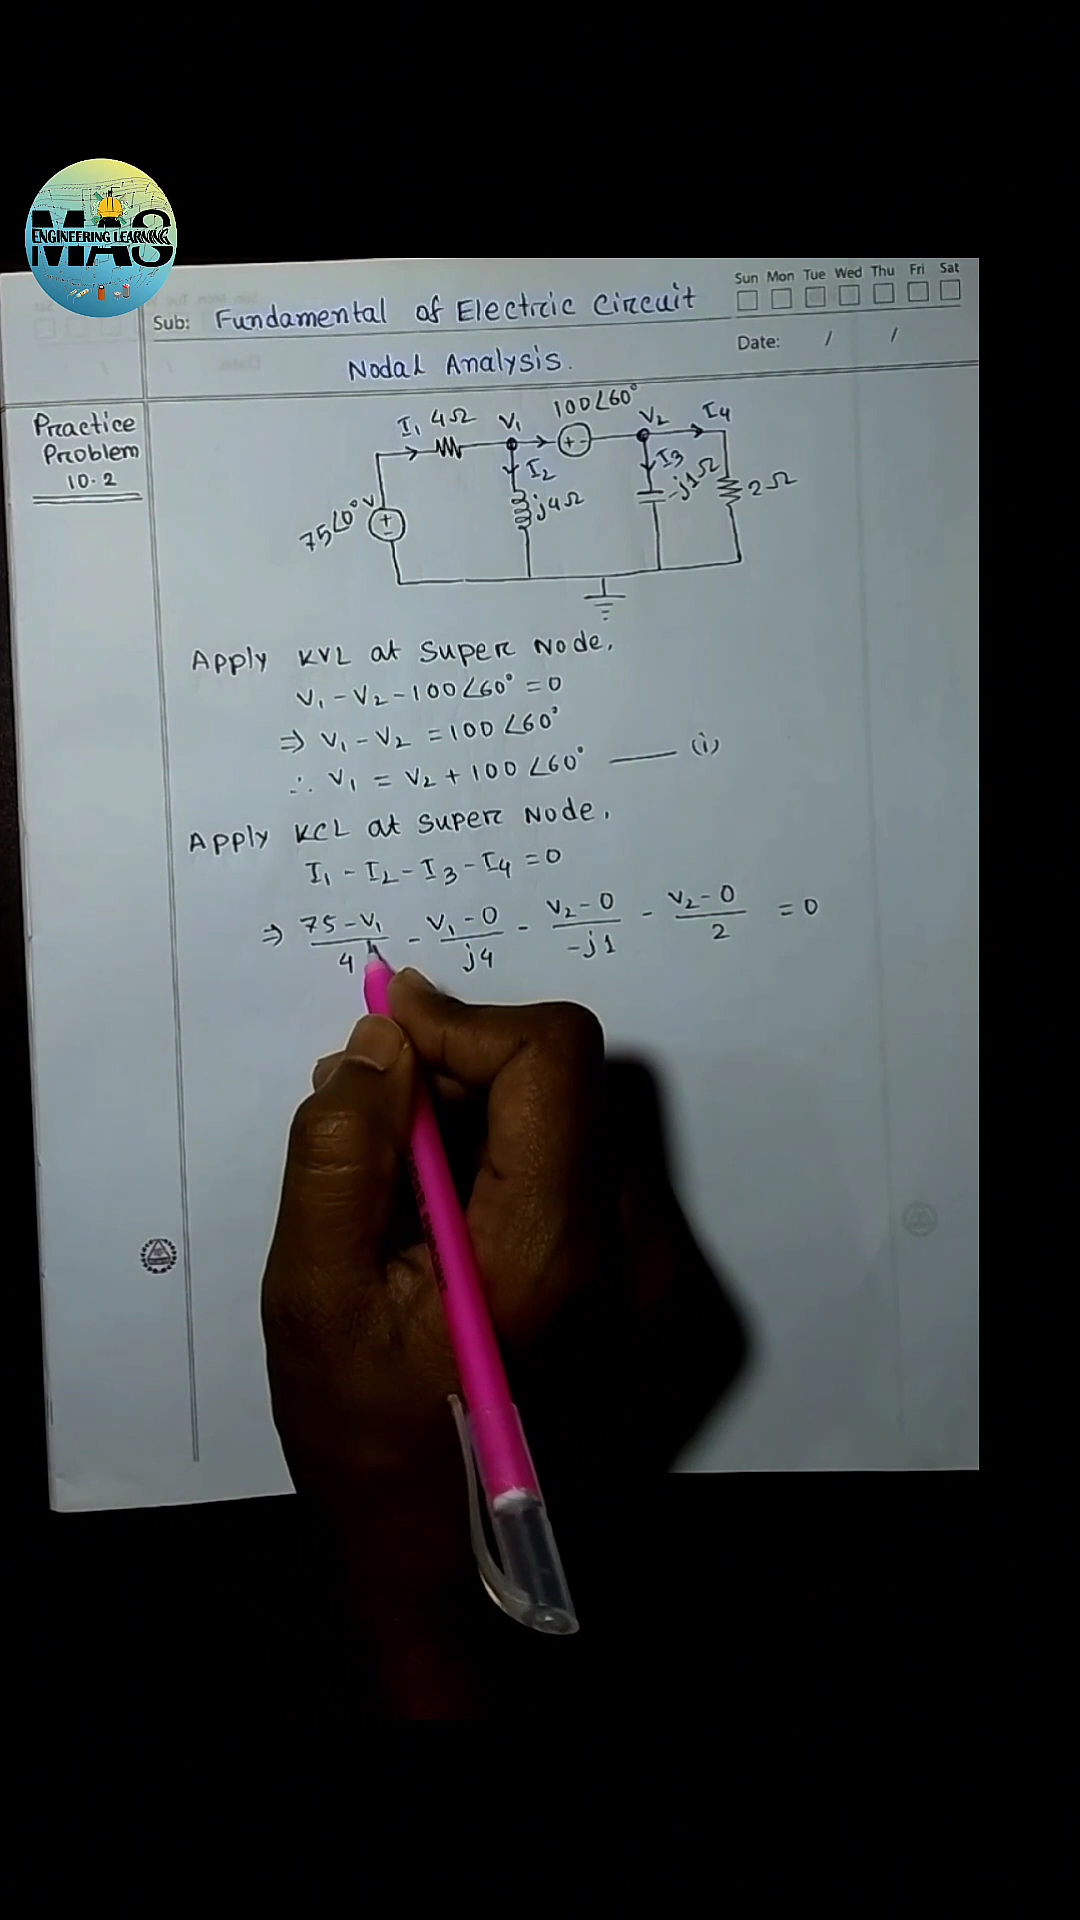 MAS
ENGINEERING LEARNING
Sun Mon Tue Wed Thu Fri Sat
Sub: Fundamental of Electric Circuit
Date: / /
Nodal Analysis.
Practice
Problem
10.2
I₁ 4Ω V₁ 100∠60° V₂ I₄
I₂ I₃
75∠0° V + - j4Ω -j1Ω 2Ω
Apply KVL at Super Node,
V₁ - V₂ - 100∠60° = 0
⇒ V₁ - V₂ = 100∠60°
∴ V₁ = V₂ + 100∠60° —— (i)
Apply KCL at Super Node,
I₁ - I₂ - I₃ - I₄ = 0
⇒ (75 - V₁)/4 - (V₁ - 0)/j4 - (V₂ - 0)/-j1 - (V₂ - 0)/2 = 0